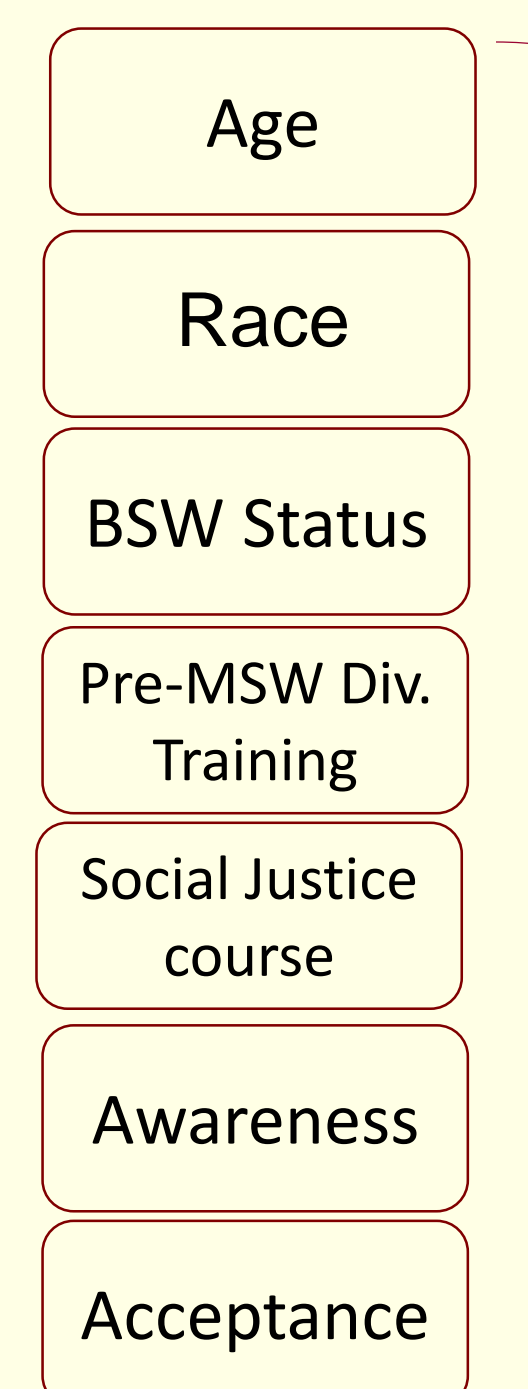 Age
Race
BSW Status
Pre-MSW Div.
Training
Social Justice
course
Awareness
Acceptance